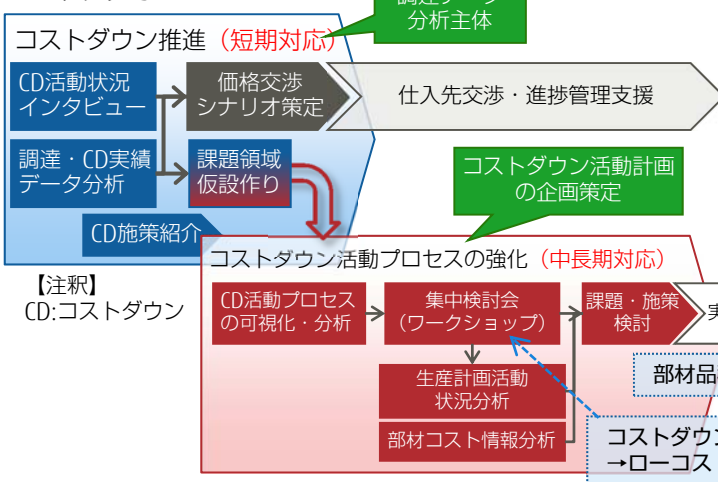 分析主体
コストダウン推進（短期対応）
CD活動状況
インタビュー
価格交渉
シナリオ策定
仕入先交渉・進捗管理支援
調達・CD実績
データ分析
課題領域
仮設作り
コストダウン活動計画
の企画策定
CD施策紹介
コストダウン活動プロセスの強化（中長期対応）
【注釈】
CD:コストダウン
CD活動プロセス
の可視化・分析
集中検討会
（ワークショップ）
課題・施策
検討
実
生産計画活動
状況分析
部材品
部材コスト情報分析
コストダウン
→ローコス